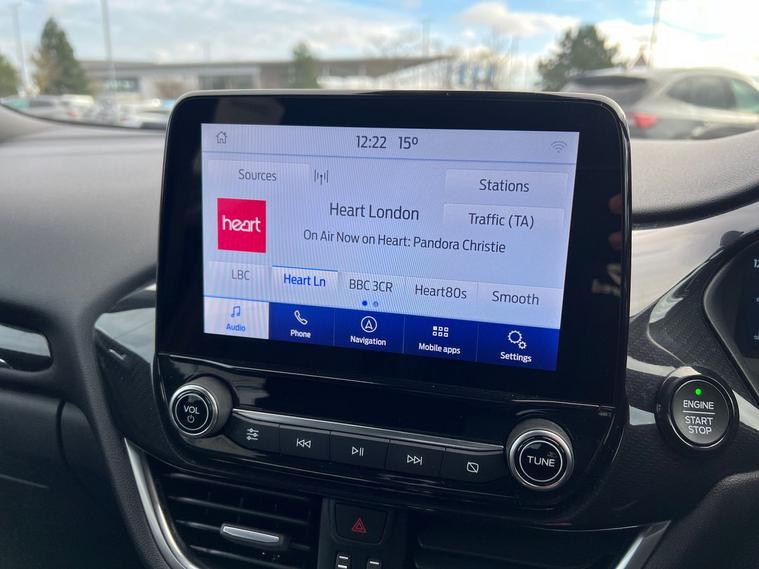 12:22 15°
Sources
Stations
heart
Heart London
Traffic (TA)
On Air Now on Heart: Pandora Christie
LBC
Heart Ln
BBC 3CR
Heart80s
Smooth
Audio
Phone
Navigation
Mobile apps
Settings
VOL
TUNE
ENGINE
START
STOP